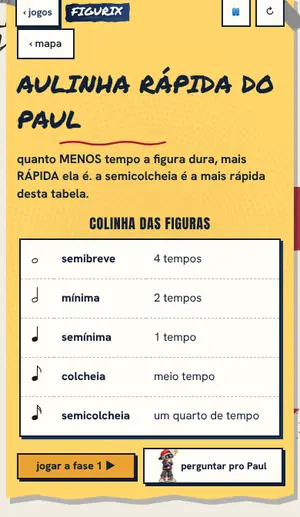 ‹ jogos FIGURIX
‹ mapa
AULINHA RÁPIDA DO
PAUL
quanto MENOS tempo a figura dura, mais
RÁPIDA ela é. a semicolcheia é a mais rápida
desta tabela.
COLINHA DAS FIGURAS
semibreve 4 tempos
mínima 2 tempos
semínima 1 tempo
colcheia meio tempo
semicolcheia um quarto de tempo
jogar a fase 1 ▶ perguntar pro Paul